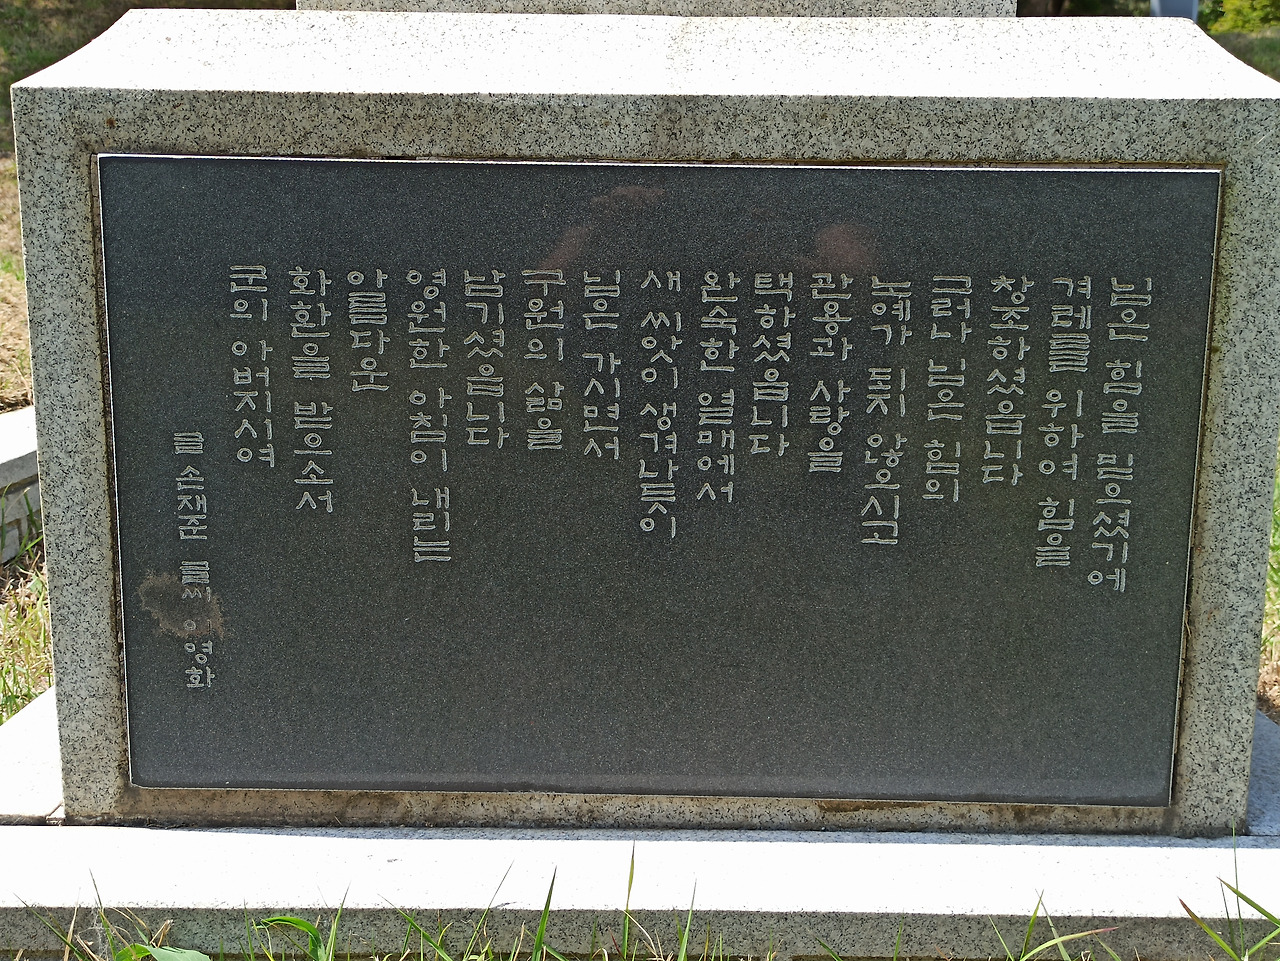 님은 힘을 믿으셨기에
겨레를 위하여 힘을
창조하셨읍니다
그러나 님은 힘의
노예가 되지 않으시고
관용과 사랑을
택하셨읍니다
완숙한 열매에서
새 씨앗이 생겨나듯이
님은 가시면서
구원의 삶을
남기셨읍니다
영원한 아침이 내리는
아름다운
화환을 받으소서
군의 아버지시여
글 손재준 글씨 이영화